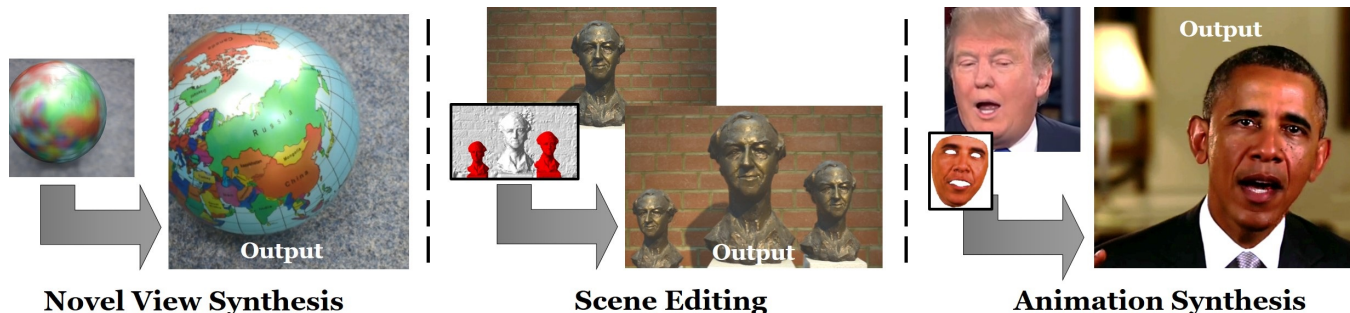 Russia
China
Output
Novel View Synthesis
Output
Scene Editing
Output
Animation Synthesis